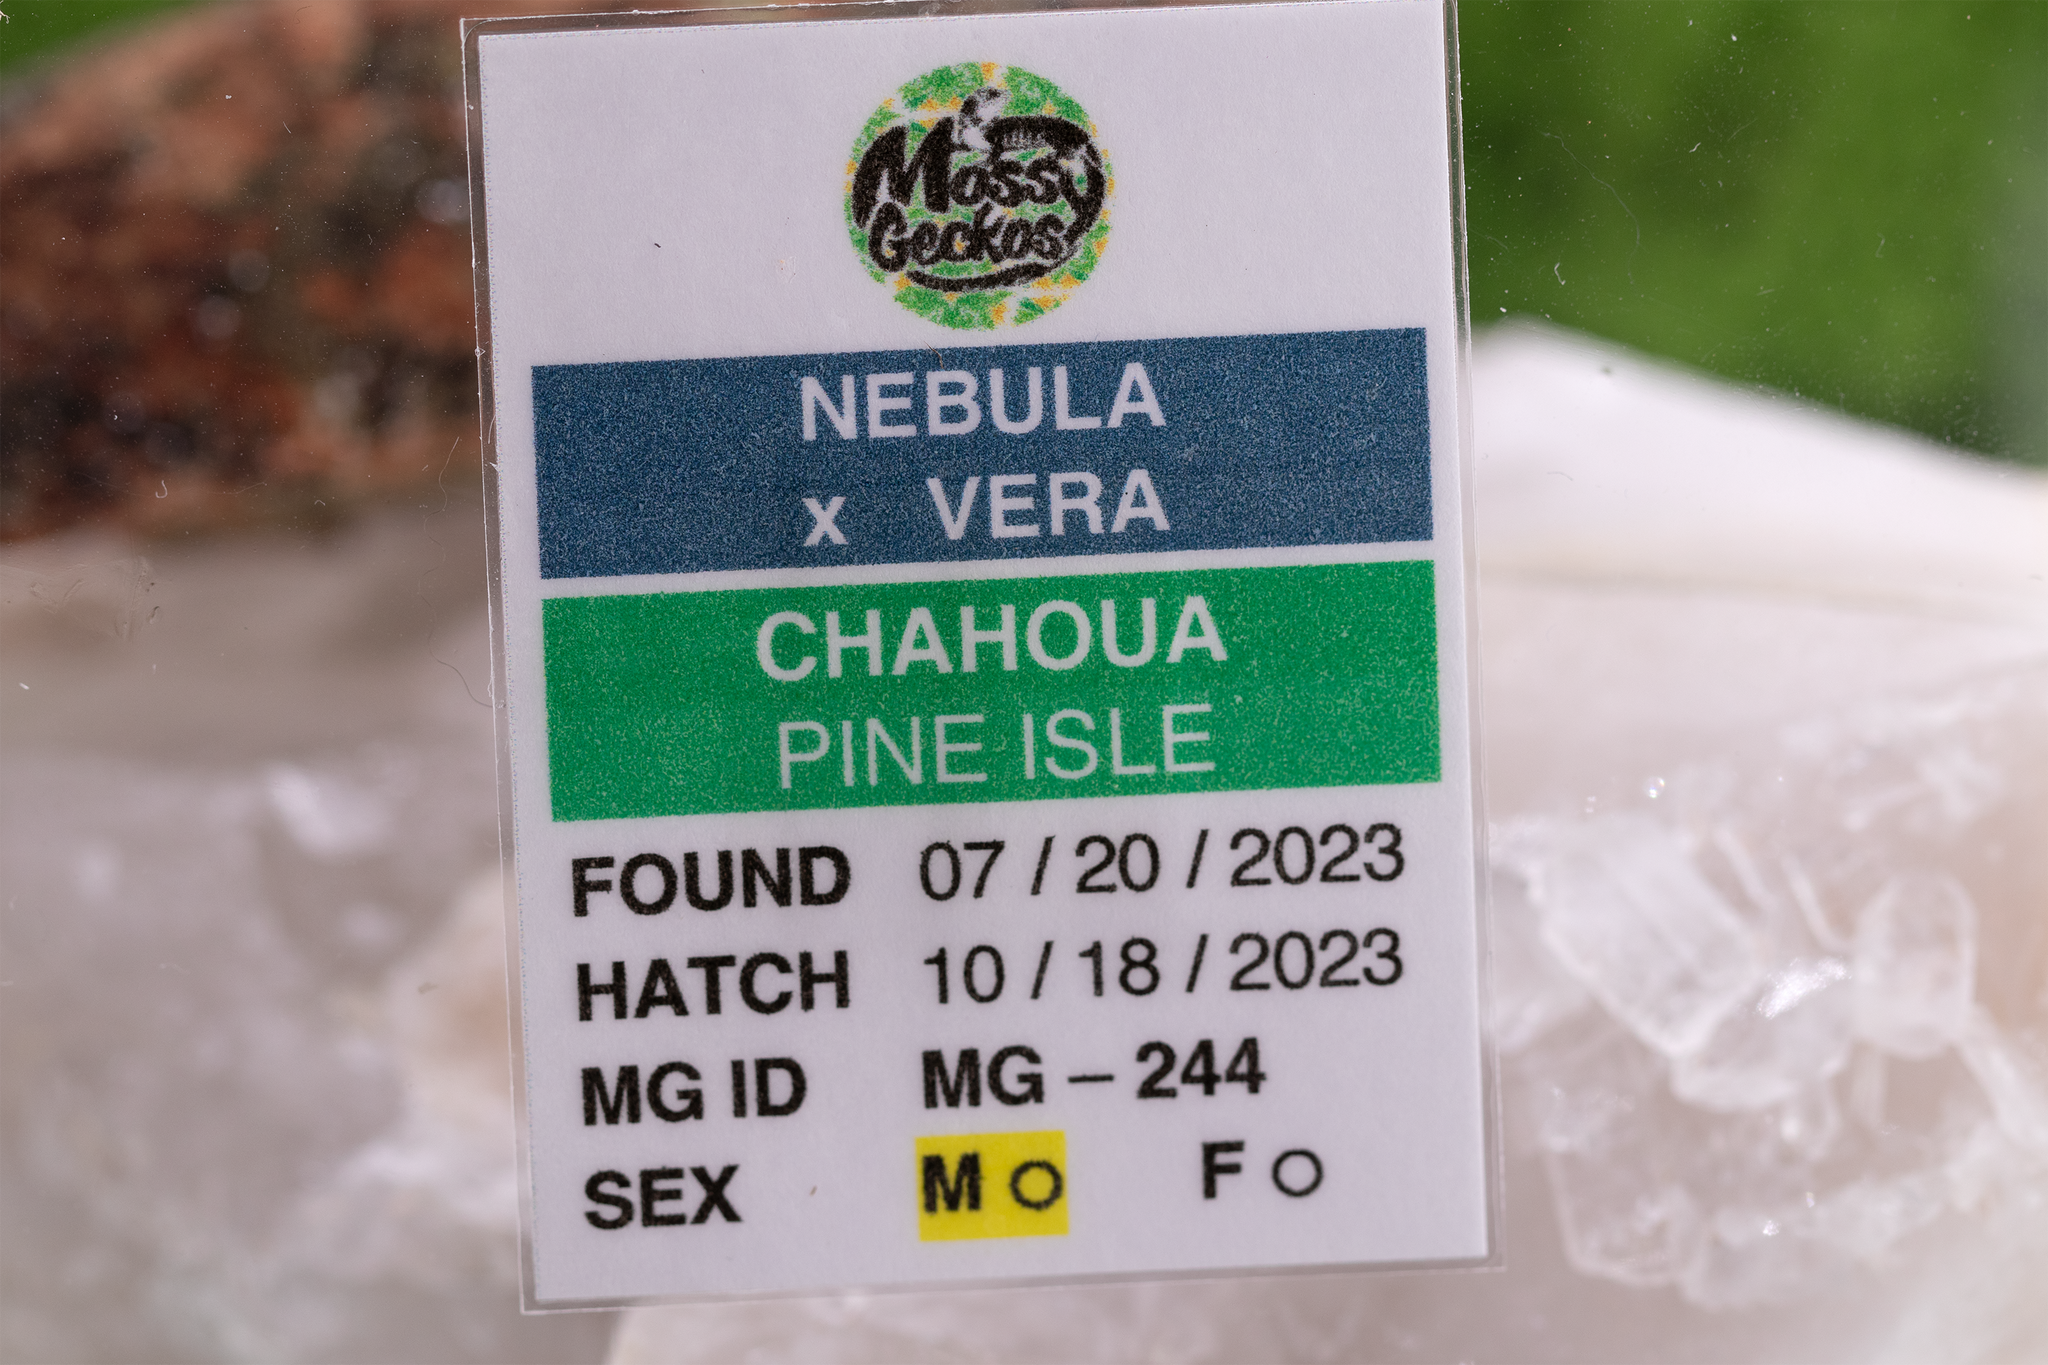 Mossy
Geckos
NEBULA
x VERA
CHAHOUA
PINE ISLE
FOUND 07 / 20 / 2023
HATCH 10 / 18 / 2023
MG ID MG – 244
SEX M O F O